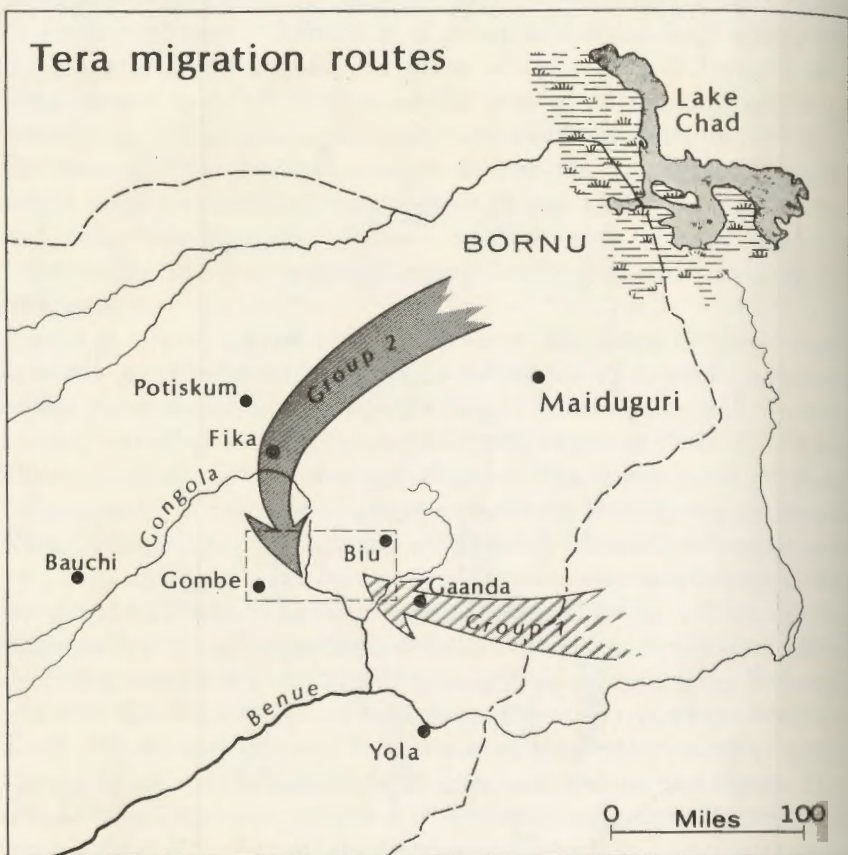 Tera migration routes
Lake
Chad
BORNU
Group 2
Potiskum
Maiduguri
Fika
Gongola
Biu
Bauchi
Gombe
Gaanda
Group 1
Benue
Yola
0 Miles 100